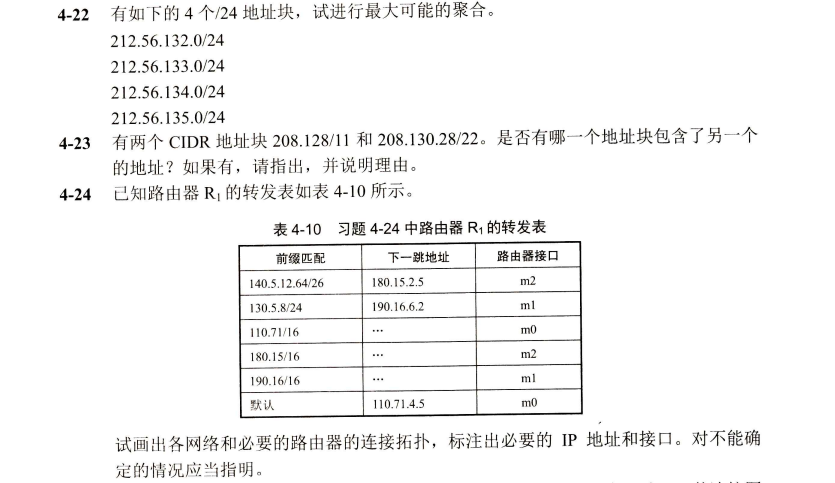 4-22 有如下的 4 个/24 地址块，试进行最大可能的聚合。
212.56.132.0/24
212.56.133.0/24
212.56.134.0/24
212.56.135.0/24
4-23 有两个 CIDR 地址块 208.128/11 和 208.130.28/22。是否有哪一个地址块包含了另一个
的地址？如果有，请指出，并说明理由。
4-24 已知路由器 R1 的转发表如表 4-10 所示。
表 4-10 习题 4-24 中路由器 R1 的转发表
前缀匹配 下一跳地址 路由器接口
140.5.12.64/26 180.15.2.5 m2
130.5.8/24 190.16.6.2 m1
110.71/16 … m0
180.15/16 … m2
190.16/16 … m1
默认 110.71.4.5 m0
试画出各网络和必要的路由器的连接拓扑，标注出必要的 IP 地址和接口。对不能确
定的情况应当指明。